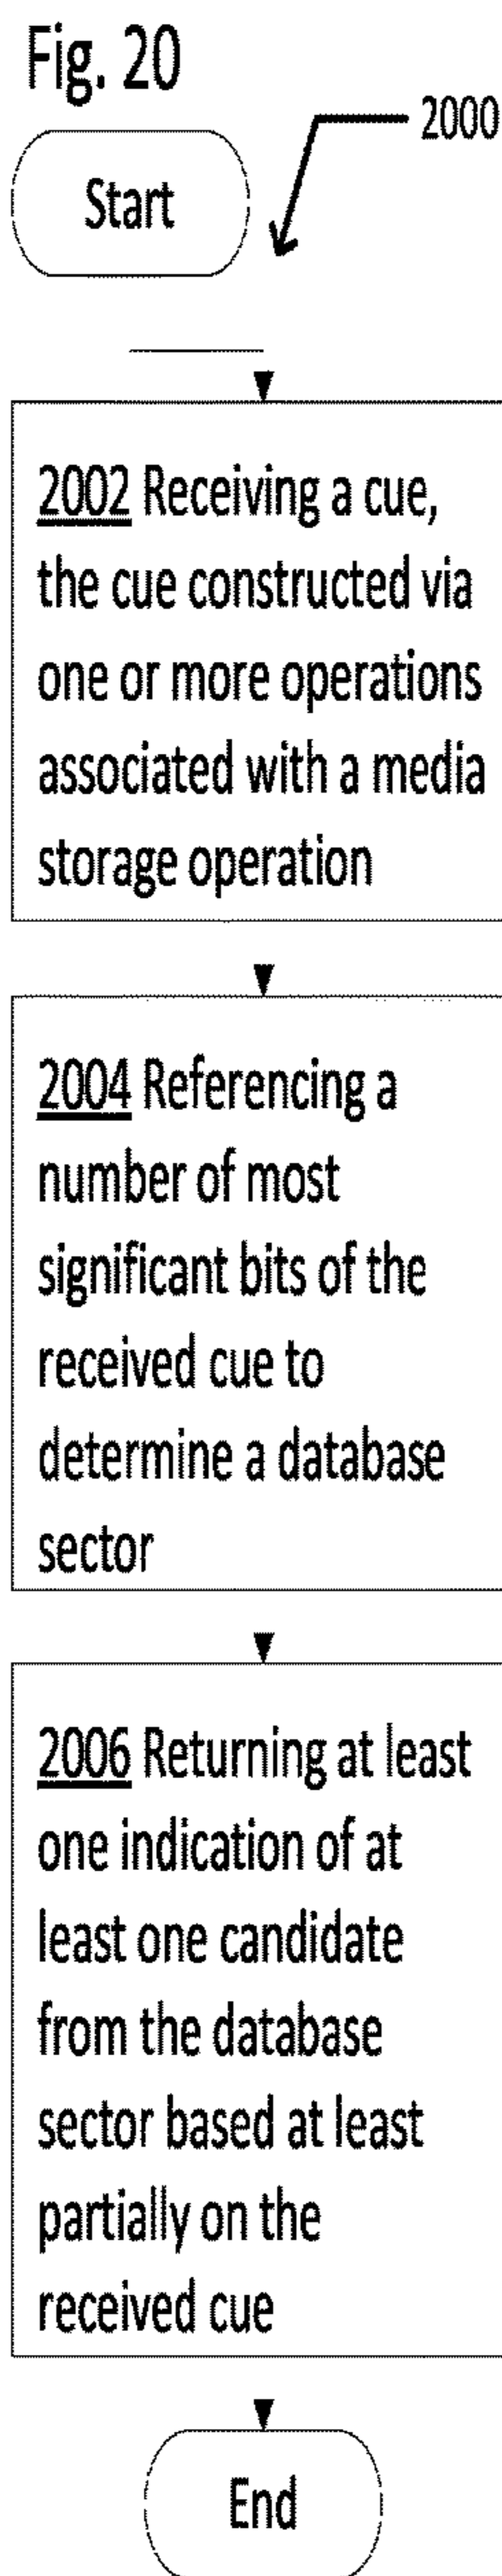 Fig. 20
2000
Start
2002 Receiving a cue,
the cue constructed via
one or more operations
associated with a media
storage operation
2004 Referencing a
number of most
significant bits of the
received cue to
determine a database
sector
2006 Returning at least
one indication of at
least one candidate
from the database
sector based at least
partially on the
received cue
End